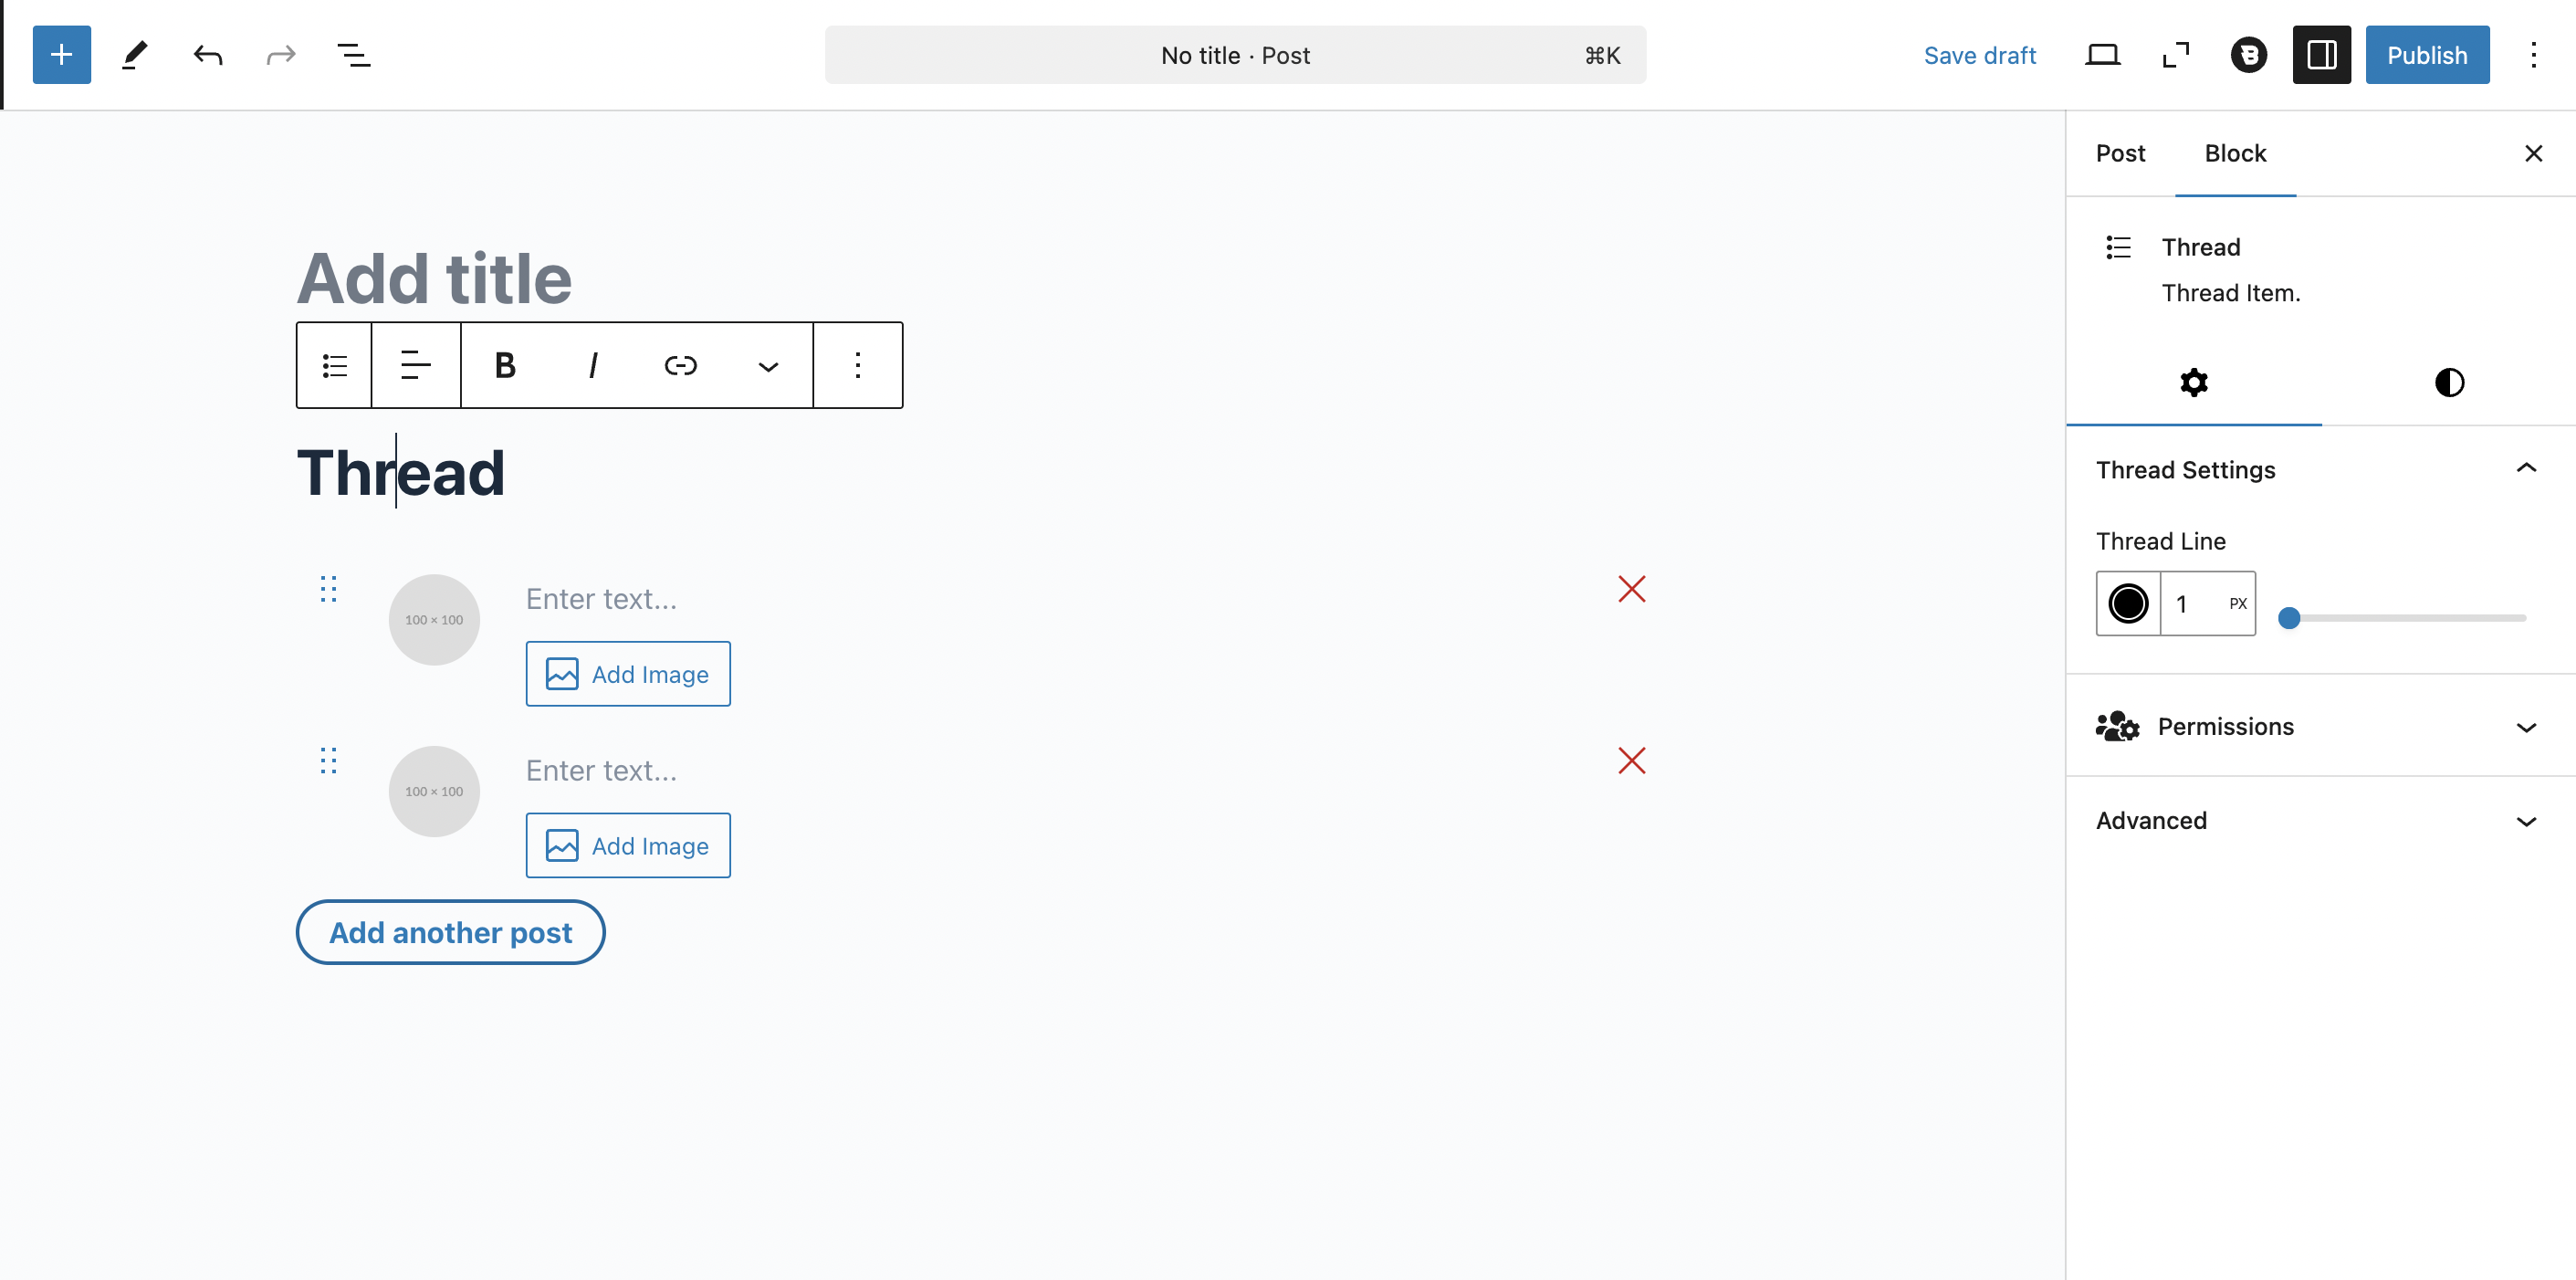 No title · Post ⌘K
Save draft
Publish
Post
Block
Add title
B I
Thread
Enter text...
100 × 100
Add Image
Enter text...
100 × 100
Add Image
Add another post
Thread
Thread Item.
Thread Settings
Thread Line
1 PX
Permissions
Advanced